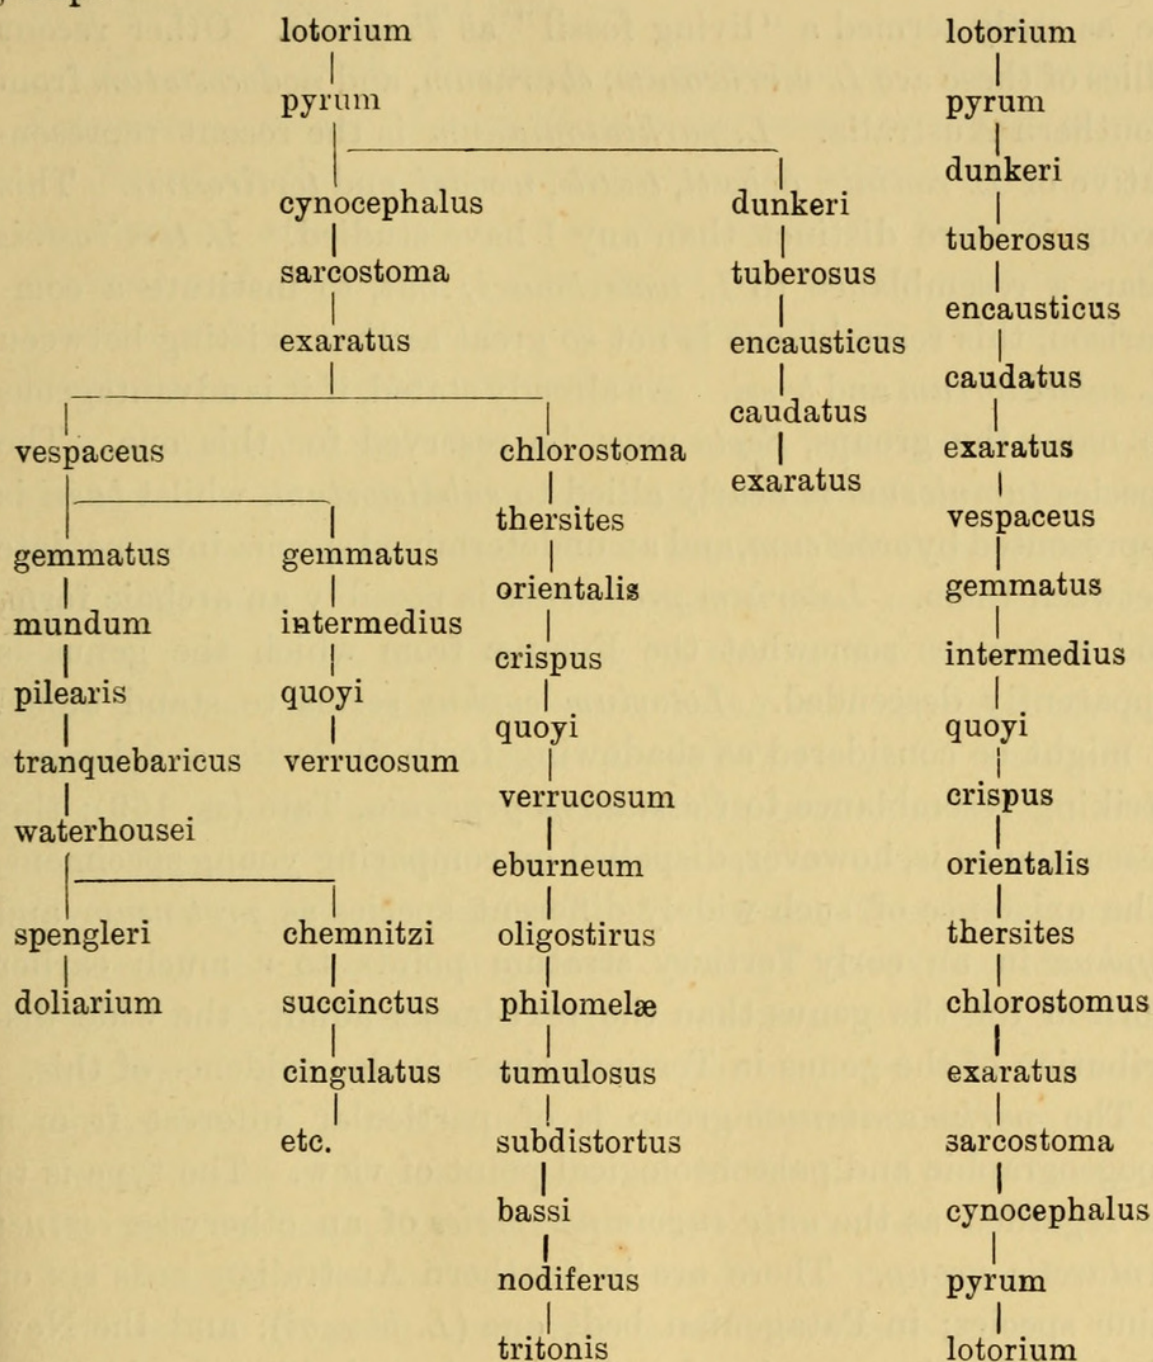 lotorium
pyrum
cynocephalus
sarcostoma
exaratus
vespaceus
gemmatus
mundum
pilearis
tranquebaricus
waterhousei
spengleri
doliarium
gemmatus
intermedius
quoyi
verrucosum
chemnitzi
succinctus
cingulatus
etc.
chlorostoma
thersites
orientalis
crispus
quoyi
verrucosum
eburneum
oligostirus
philomelæ
tumulosus
subdistortus
bassi
nodiferus
tritonis
dunkeri
tuberosus
encausticus
caudatus
exaratus
lotorium
pyrum
dunkeri
tuberosus
encausticus
caudatus
exaratus
vespaceus
gemmatus
intermedius
quoyi
crispus
orientalis
thersites
chlorostomus
exaratus
sarcostoma
cynocephalus
pyrum
lotorium